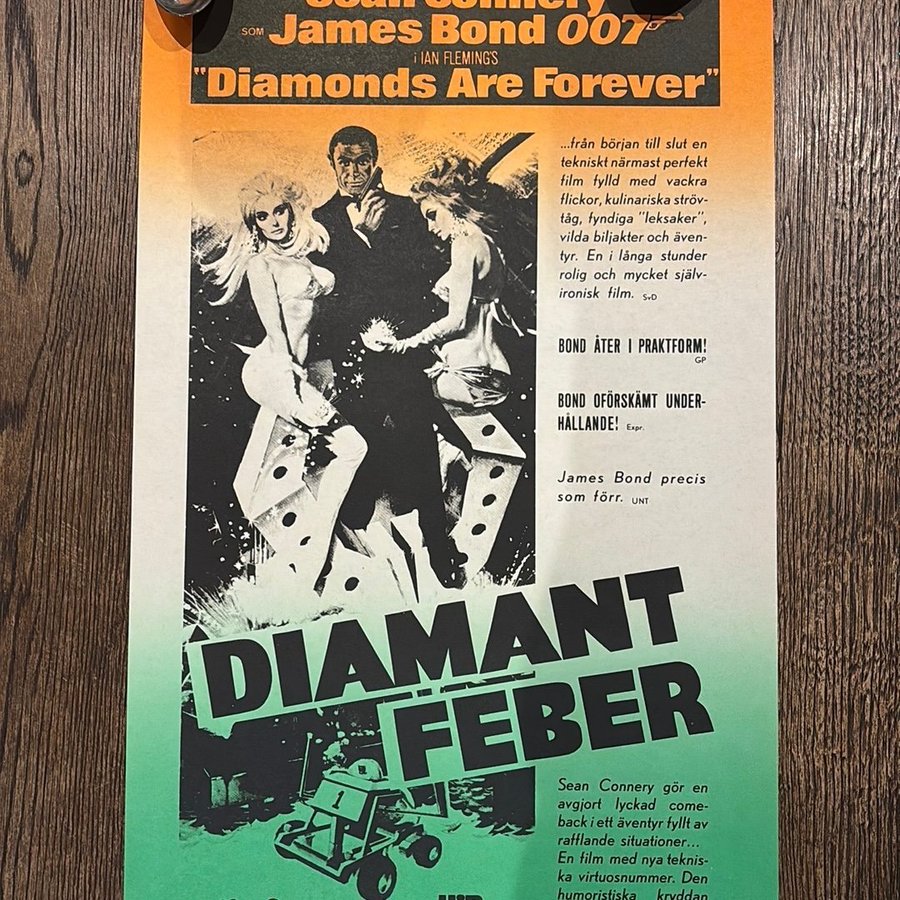 Sean Connery
SOM James Bond 007
i IAN FLEMING'S
"Diamonds Are Forever"
...från början till slut en
tekniskt närmast perfekt
film fylld med vackra
flickor, kulinariska ströv-
tåg, fyndiga "leksaker",
vilda biljakter och även-
tyr. En i långa stunder
rolig och mycket själv-
ironisk film. SvD
BOND ÅTER I PRAKTFORM!
GP
BOND OFÖRSKÄMT UNDER-
HÅLLANDE! Expr.
James Bond precis
som förr. UNT
DIAMANT
FEBER
1
Sean Connery gör en
avgjort lyckad come-
back i ett äventyr fyllt av
rafflande situationer...
En film med nya teknis-
ka virtuosnummer. Den
humoristiska kryddan